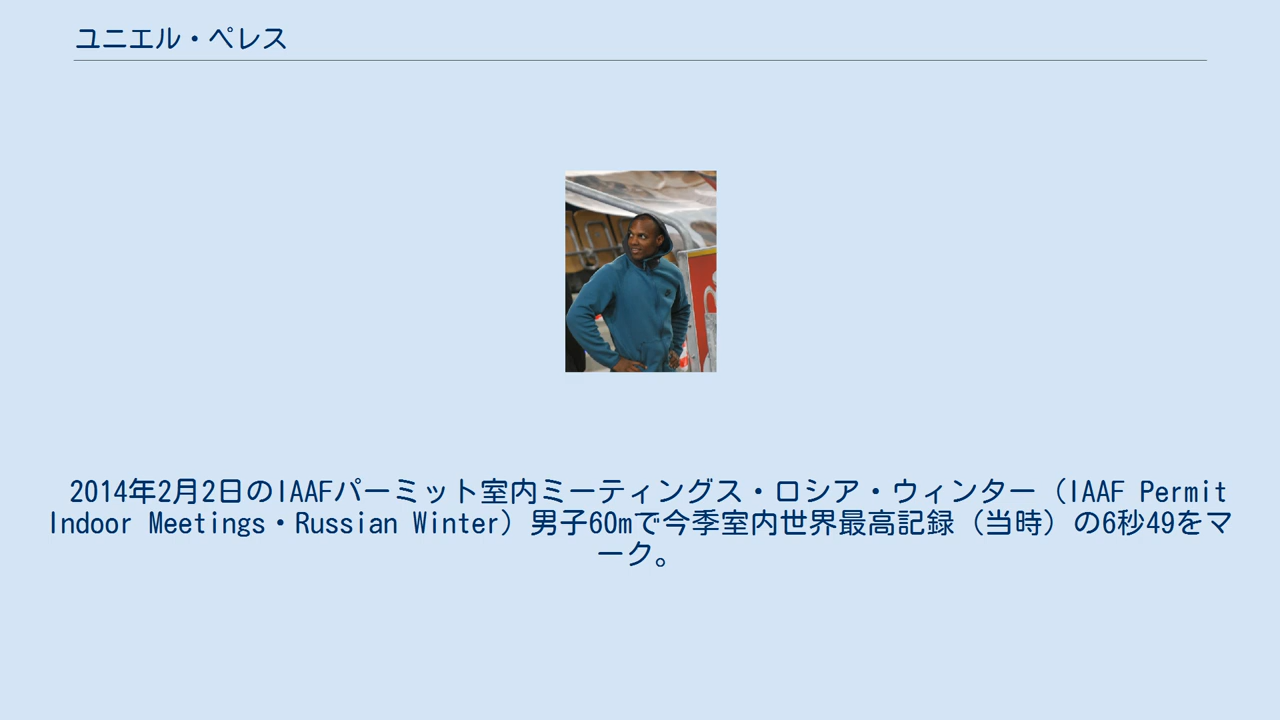 ユニエル・ペレス
2014年2月2日のIAAFパーミット室内ミーティングス・ロシア・ウィンター（IAAF Permit
Indoor Meetings・Russian Winter）男子60mで今季室内世界最高記録（当時）の6秒49をマ
ーク。